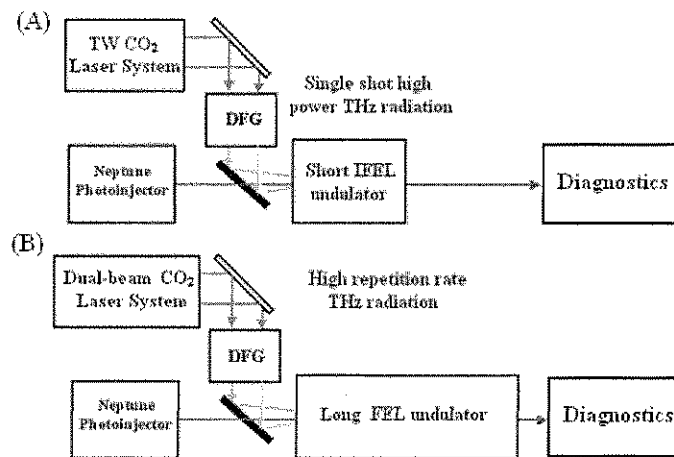 (A)
TW CO₂
Laser System
Single shot high
power THz radiation
DFG
Neptune
Photoinjector
Short IFEL
undulator
Diagnostics
(B)
Dual-beam CO₂
Laser System
High repetition rate
THz radiation
DFG
Neptune
Photoinjector
Long FEL undulator
Diagnostics